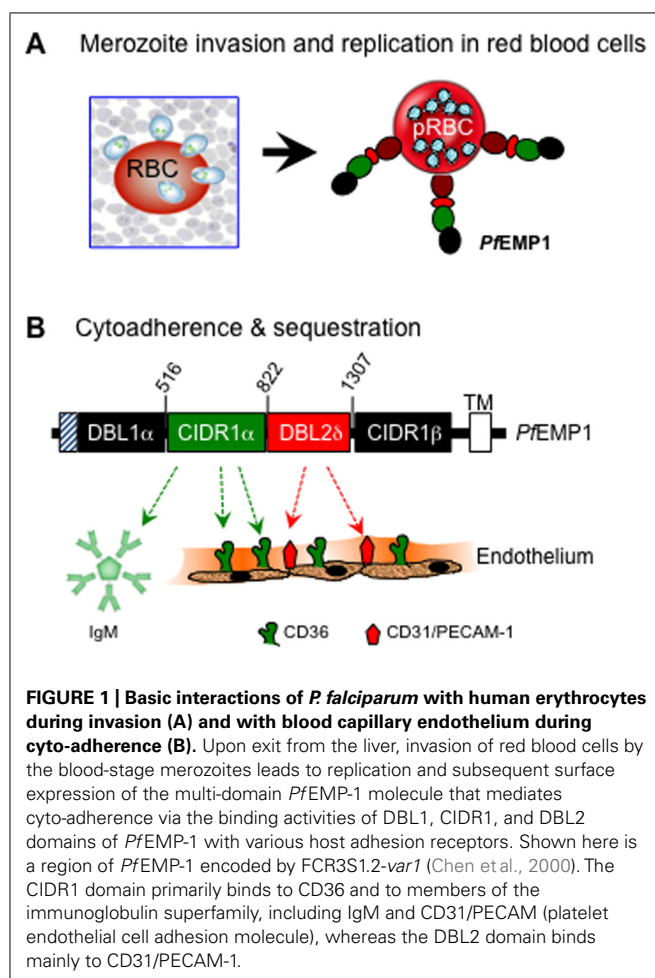 A Merozoite invasion and replication in red blood cells
RBC
pRBC
PfEMP1
B Cytoadherence & sequestration
516
822
1307
TM
DBL1α
CIDR1α
DBL2δ
CIDR1β
PfEMP1
Endothelium
IgM
CD36
CD31/PECAM-1
FIGURE 1 | Basic interactions of P. falciparum with human erythrocytes
during invasion (A) and with blood capillary endothelium during
cyto-adherence (B). Upon exit from the liver, invasion of red blood cells by
the blood-stage merozoites leads to replication and subsequent surface
expression of the multi-domain PfEMP-1 molecule that mediates
cyto-adherence via the binding activities of DBL1, CIDR1, and DBL2
domains of PfEMP-1 with various host adhesion receptors. Shown here is
a region of PfEMP-1 encoded by FCR3S1.2-var1 (Chen et al., 2000). The
CIDR1 domain primarily binds to CD36 and to members of the
immunoglobulin superfamily, including IgM and CD31/PECAM (platelet
endothelial cell adhesion molecule), whereas the DBL2 domain binds
mainly to CD31/PECAM-1.